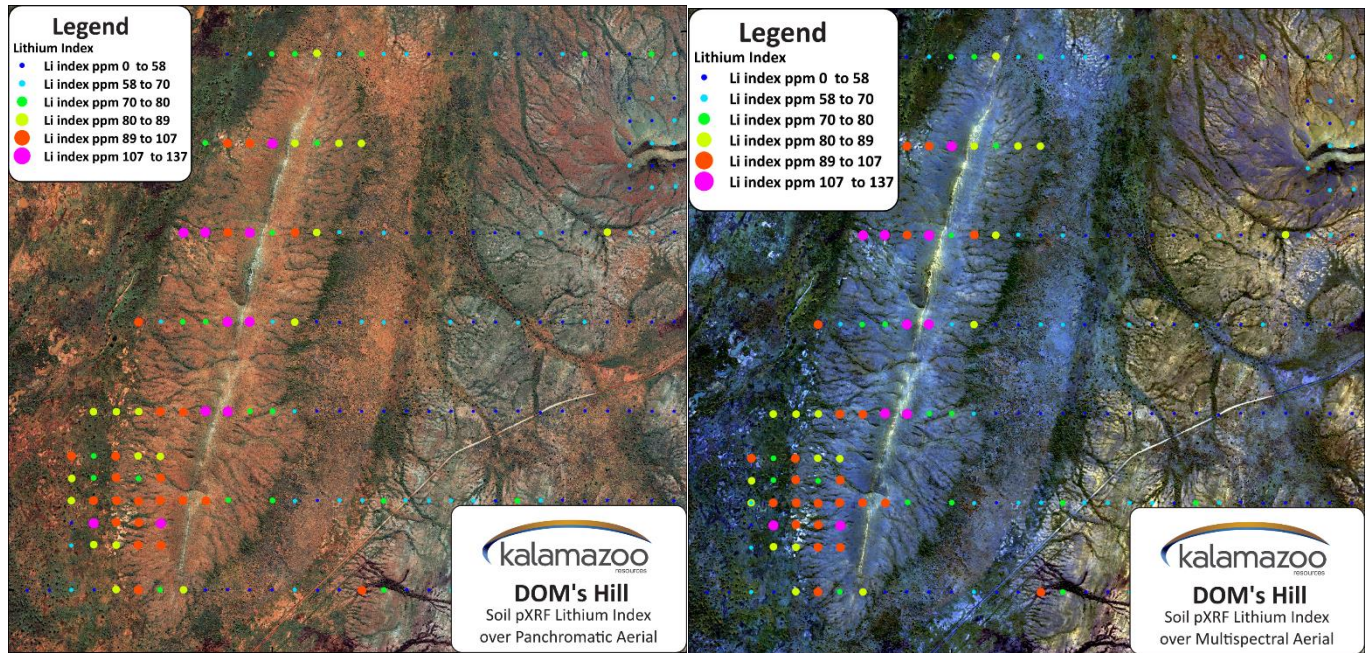 Legend
Lithium Index
Li index ppm 0 to 58
Li index ppm 58 to 70
Li index ppm 70 to 80
Li index ppm 80 to 89
Li index ppm 89 to 107
Li index ppm 107 to 137
kalamazoo
resources
DOM's Hill
Soil pXRF Lithium Index
over Panchromatic Aerial
Legend
Lithium Index
Li index ppm 0 to 58
Li index ppm 58 to 70
Li index ppm 70 to 80
Li index ppm 80 to 89
Li index ppm 89 to 107
Li index ppm 107 to 137
kalamazoo
resources
DOM's Hill
Soil pXRF Lithium Index
over Multispectral Aerial